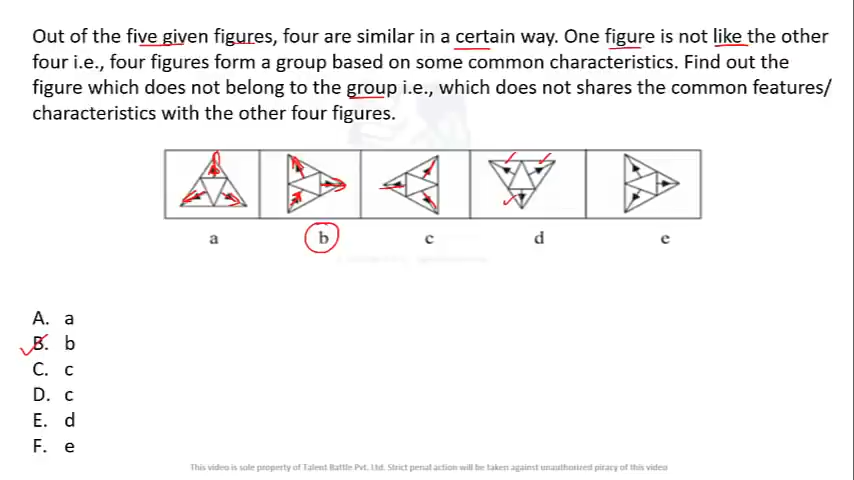 Out of the five given figures, four are similar in a certain way. One figure is not like the other
four i.e., four figures form a group based on some common characteristics. Find out the
figure which does not belong to the group i.e., which does not shares the common features/
characteristics with the other four figures.
a b c d e
A. a
B. b
C. c
D. c
E. d
F. e
This video is sole property of Talent Battle Pvt. Ltd. Strict penal action will be taken against unauthorized piracy of this video